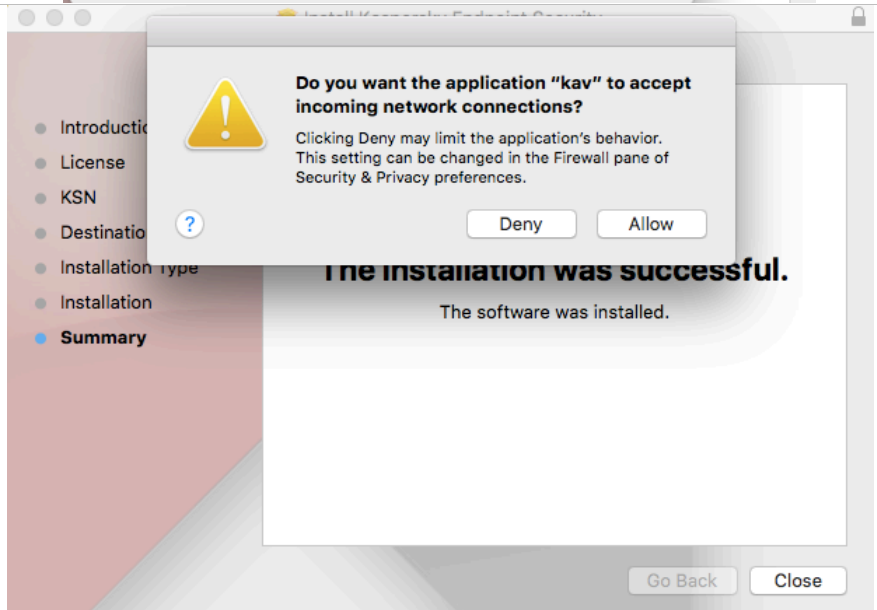 Do you want the application “kav” to accept
incoming network connections?
Clicking Deny may limit the application’s behavior.
This setting can be changed in the Firewall pane of
Security & Privacy preferences.
?
Deny
Allow
License
KSN
Installation Type
Installation
Summary
The installation was successful.
The software was installed.
Go Back
Close